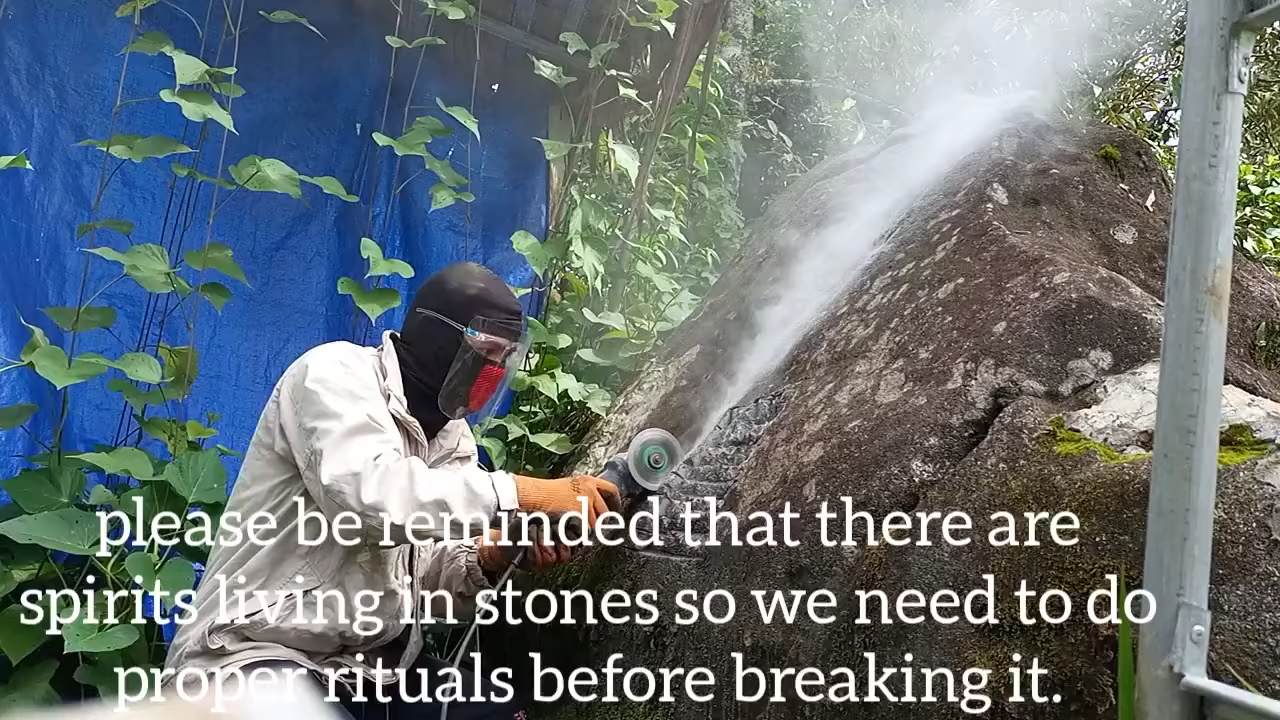 please be reminded that there are
spirits living in stones so we need to do
proper rituals before breaking it.